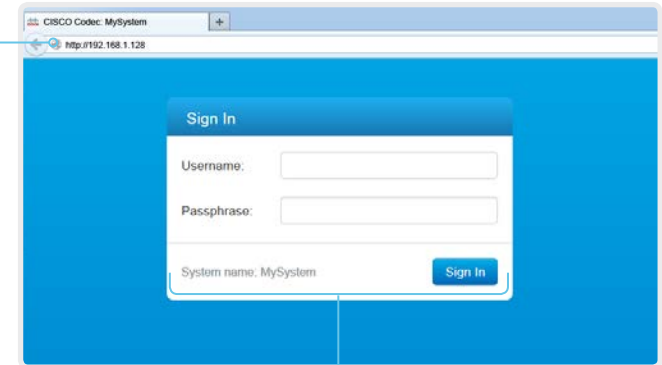 CISCO Codec: MySystem
+
http://192.168.1.128
Sign In
Username:
Passphrase:
System name: MySystem
Sign In